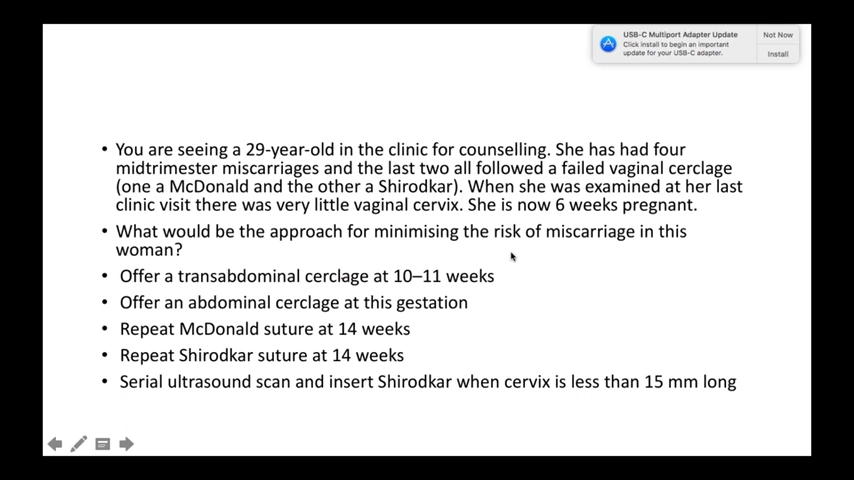 USB-C Multiport Adapter Update
Click install to begin an important
update for your USB-C adapter.
Not Now
Install
• You are seeing a 29-year-old in the clinic for counselling. She has had four
midtrimester miscarriages and the last two all followed a failed vaginal cerclage
(one a McDonald and the other a Shirodkar). When she was examined at her last
clinic visit there was very little vaginal cervix. She is now 6 weeks pregnant.
• What would be the approach for minimising the risk of miscarriage in this
woman?
• Offer a transabdominal cerclage at 10–11 weeks
• Offer an abdominal cerclage at this gestation
• Repeat McDonald suture at 14 weeks
• Repeat Shirodkar suture at 14 weeks
• Serial ultrasound scan and insert Shirodkar when cervix is less than 15 mm long